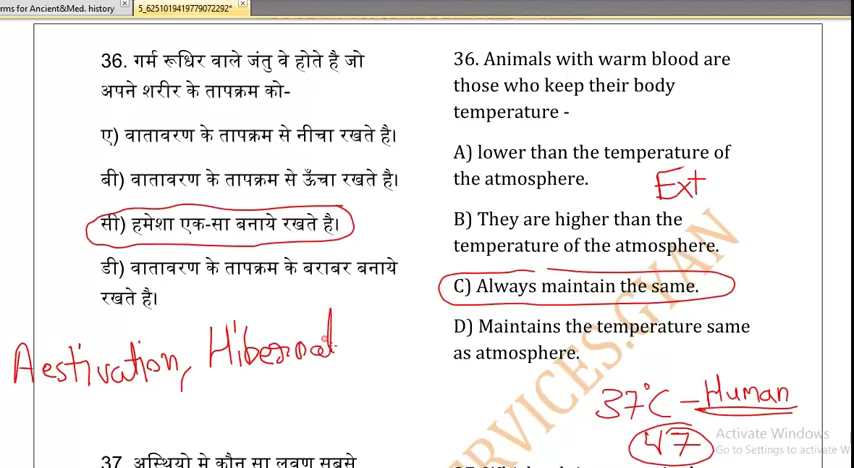 rms for Ancient&Med. history
5_6251019419779072292*
36. गर्म रूधिर वाले जंतु वे होते है जो
अपने शरीर के तापक्रम को-
ए) वातावरण के तापक्रम से नीचा रखते है।
बी) वातावरण के तापक्रम से ऊँचा रखते है।
सी) हमेशा एक-सा बनाये रखते है।
डी) वातावरण के तापक्रम के बराबर बनाये
रखते है।
Aestivation, Hibernat
37. अस्थियो मे कौन सा लवण सबसे
36. Animals with warm blood are
those who keep their body
temperature -
A) lower than the temperature of
the atmosphere.
Ext
B) They are higher than the
temperature of the atmosphere.
C) Always maintain the same.
D) Maintains the temperature same
as atmosphere.
37°C - Human
47
SERVICES.GYAN
Activate Windows
Go to Settings to activate W